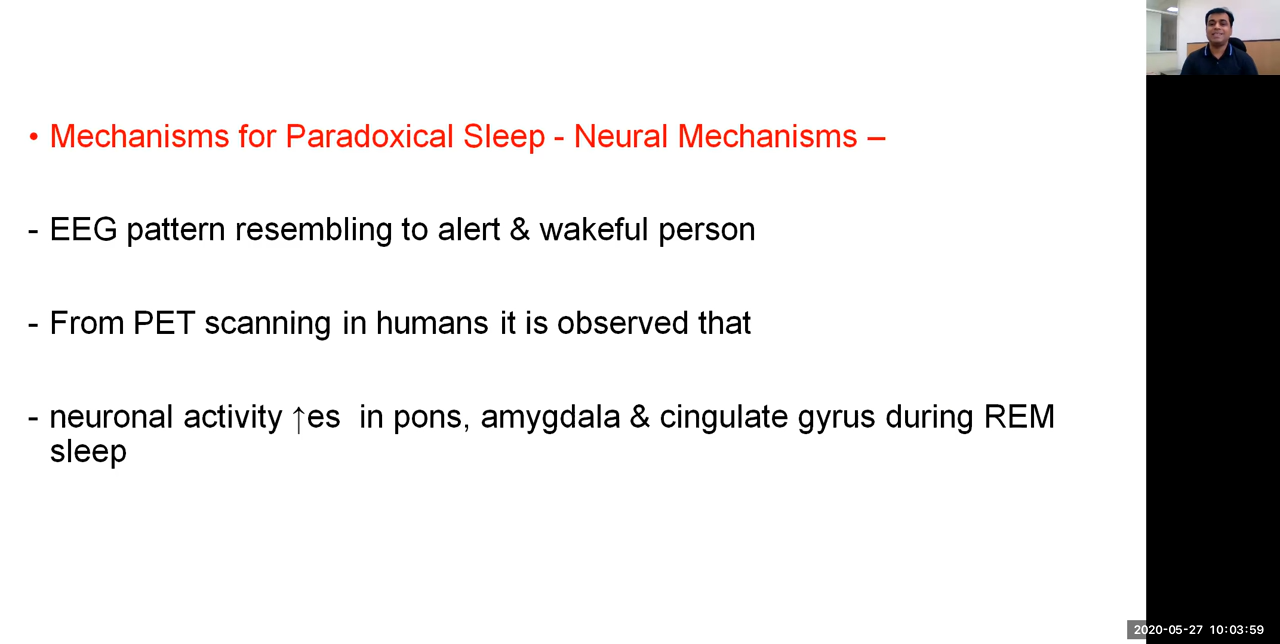 • Mechanisms for Paradoxical Sleep - Neural Mechanisms –
- EEG pattern resembling to alert & wakeful person
- From PET scanning in humans it is observed that
- neuronal activity ↑es in pons, amygdala & cingulate gyrus during REM
sleep
2020-05-27 10:03:59